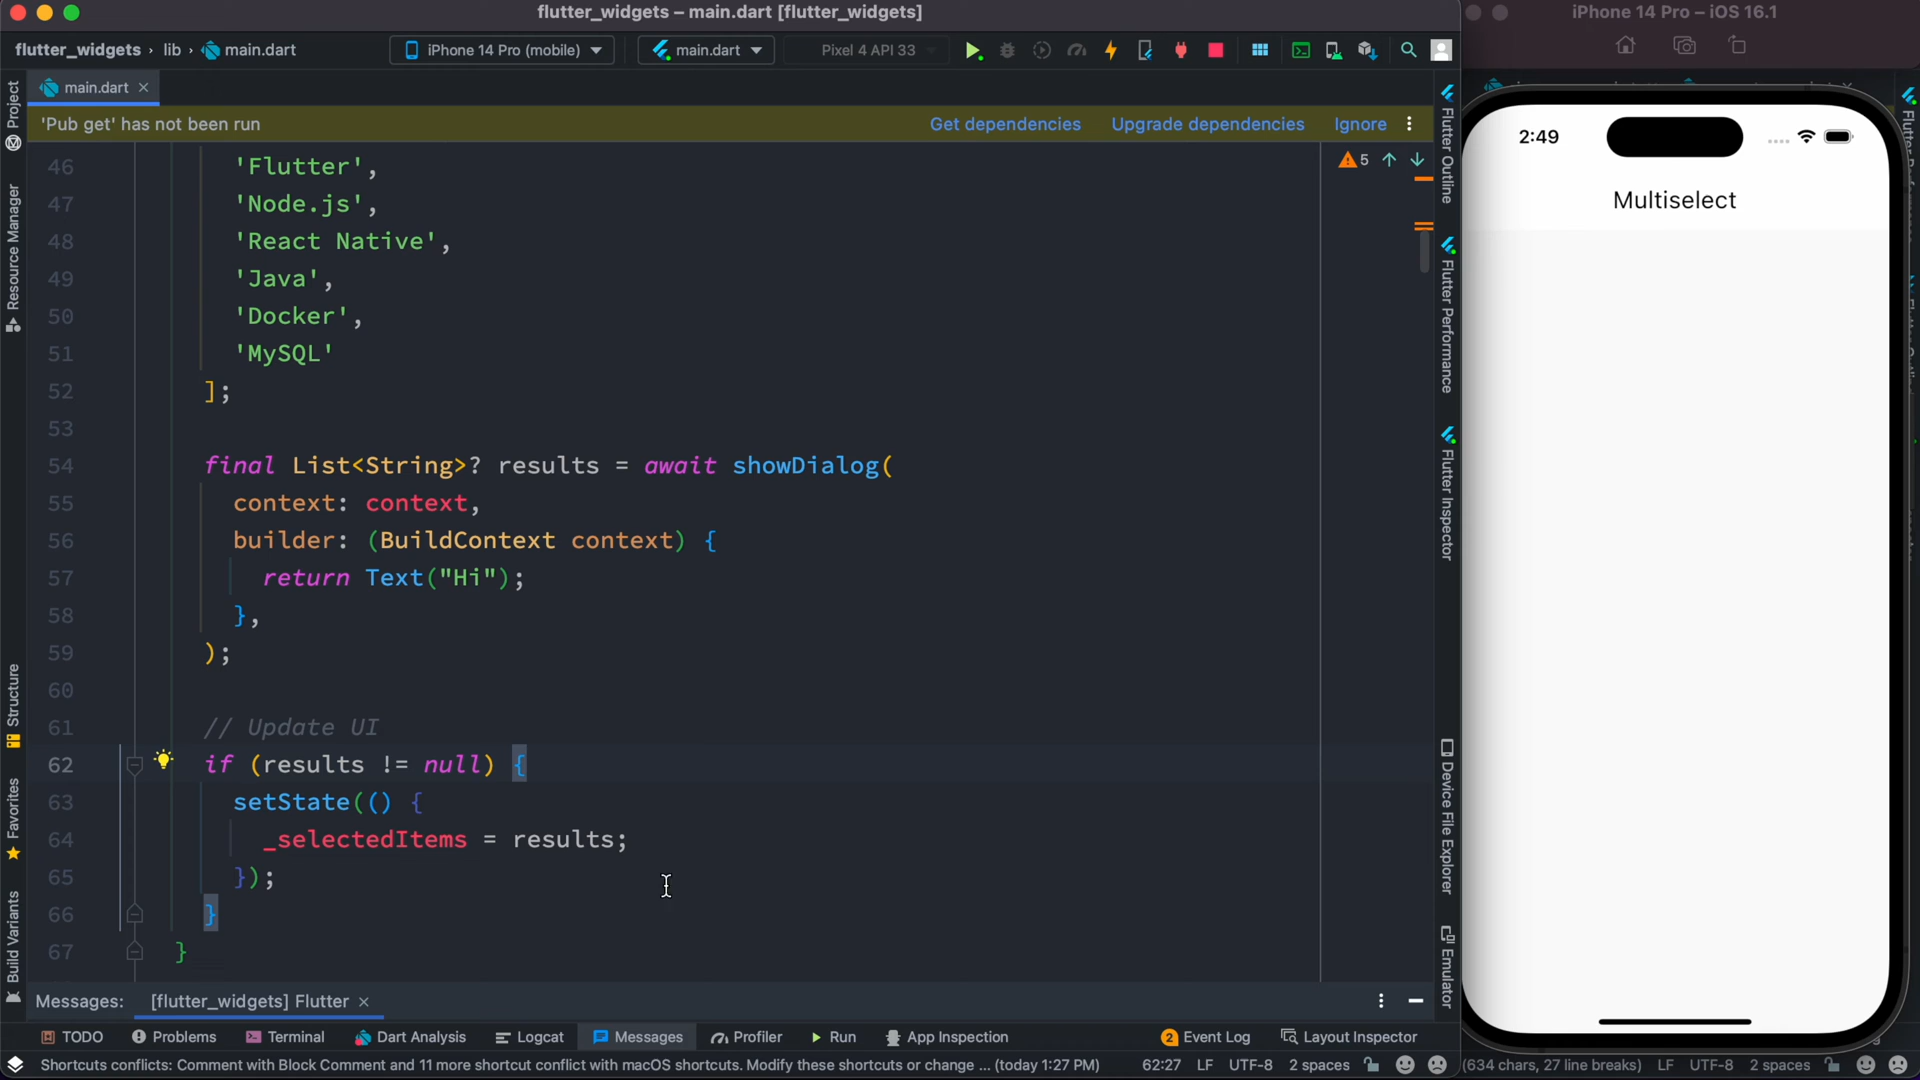 flutter_widgets – main.dart [flutter_widgets]
iPhone 14 Pro – iOS 16.1
flutter_widgets › lib › main.dart
iPhone 14 Pro (mobile)
main.dart
Pixel 4 API 33
main.dart
'Pub get' has not been run
Get dependencies
Upgrade dependencies
Ignore
5
46 'Flutter',
47 'Node.js',
48 'React Native',
49 'Java',
50 'Docker',
51 'MySQL'
52 ];
53
54 final List<String>? results = await showDialog(
55 context: context,
56 builder: (BuildContext context) {
57 return Text("Hi");
58 },
59 );
60
61 // Update UI
62 if (results != null) {
63 setState(() {
64 _selectedItems = results;
65 });
66 }
67 }
Project
Resource Manager
Structure
Favorites
Build Variants
Flutter Outline
Flutter Performance
Flutter Inspector
Device File Explorer
Emulator
2:49
Multiselect
Messages:
[flutter_widgets] Flutter
TODO
Problems
Terminal
Dart Analysis
Logcat
Messages
Profiler
Run
App Inspection
2 Event Log
Layout Inspector
Shortcuts conflicts: Comment with Block Comment and 11 more shortcut conflict with macOS shortcuts. Modify these shortcuts or change ... (today 1:27 PM)
62:27 LF UTF-8 2 spaces
(634 chars, 27 line breaks) LF UTF-8 2 spaces